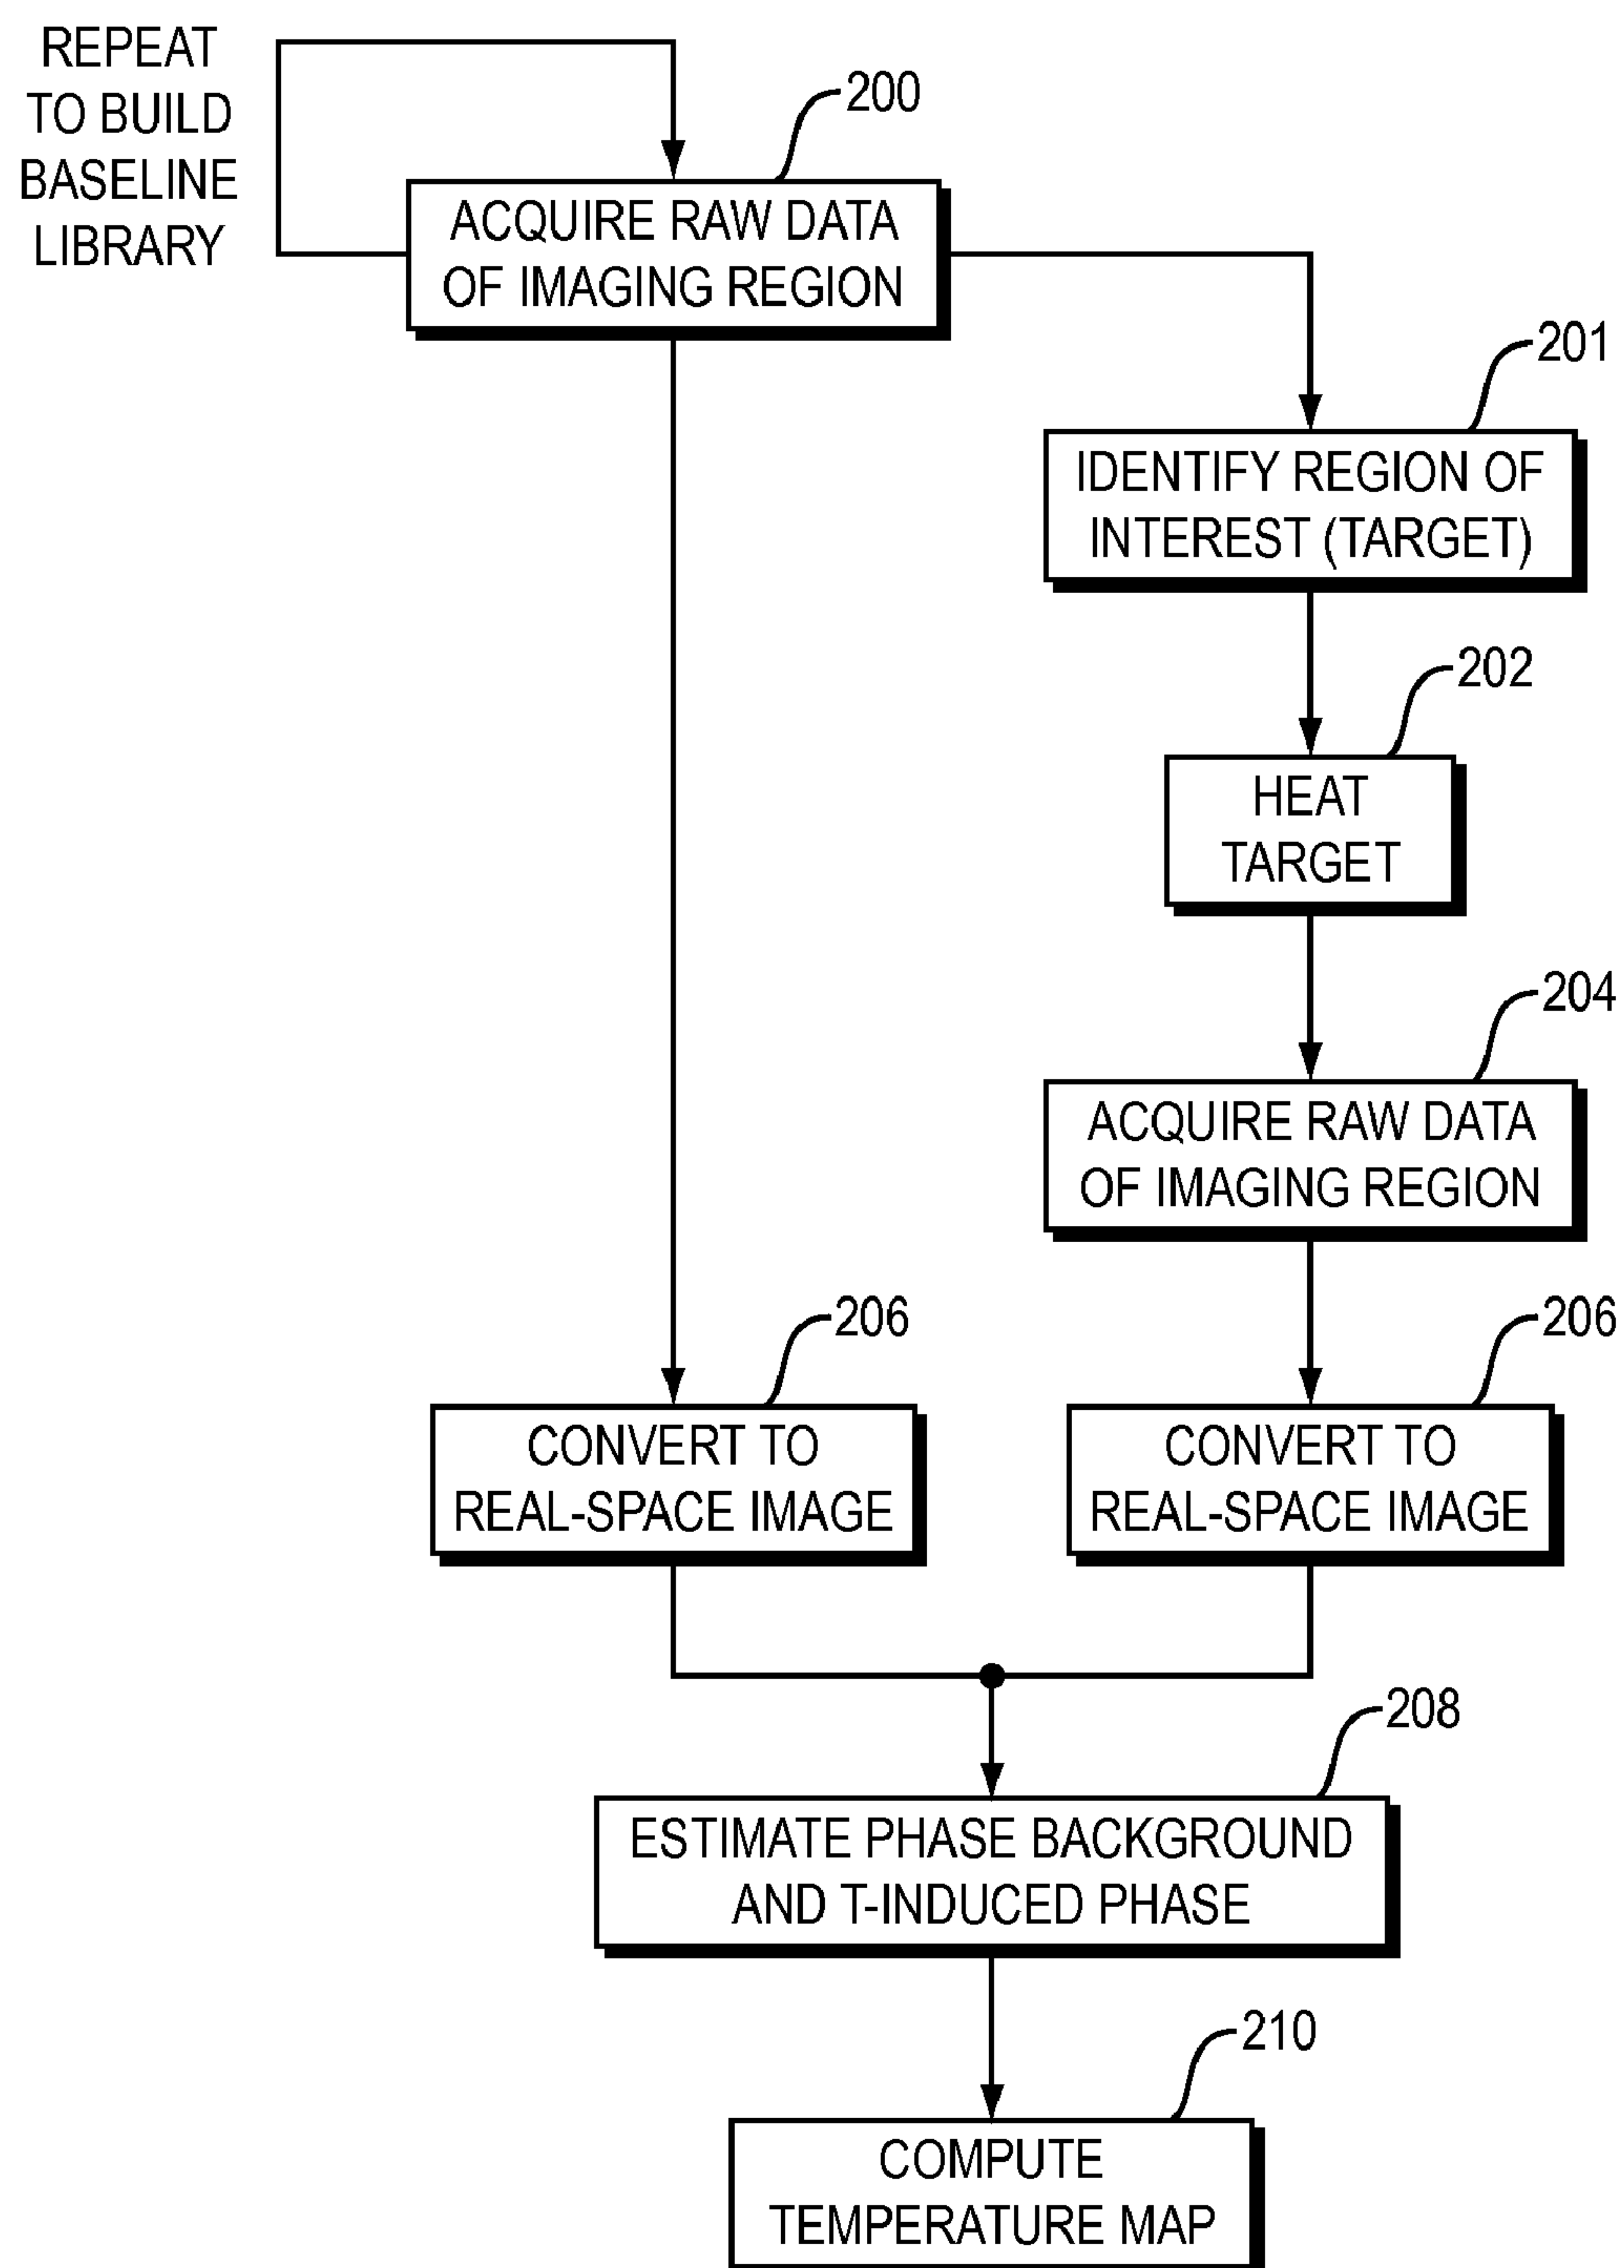 REPEAT
TO BUILD
BASELINE
LIBRARY
200
ACQUIRE RAW DATA
OF IMAGING REGION
201
IDENTIFY REGION OF
INTEREST (TARGET)
202
HEAT
TARGET
204
ACQUIRE RAW DATA
OF IMAGING REGION
206
CONVERT TO
REAL-SPACE IMAGE
206
CONVERT TO
REAL-SPACE IMAGE
208
ESTIMATE PHASE BACKGROUND
AND T-INDUCED PHASE
210
COMPUTE
TEMPERATURE MAP